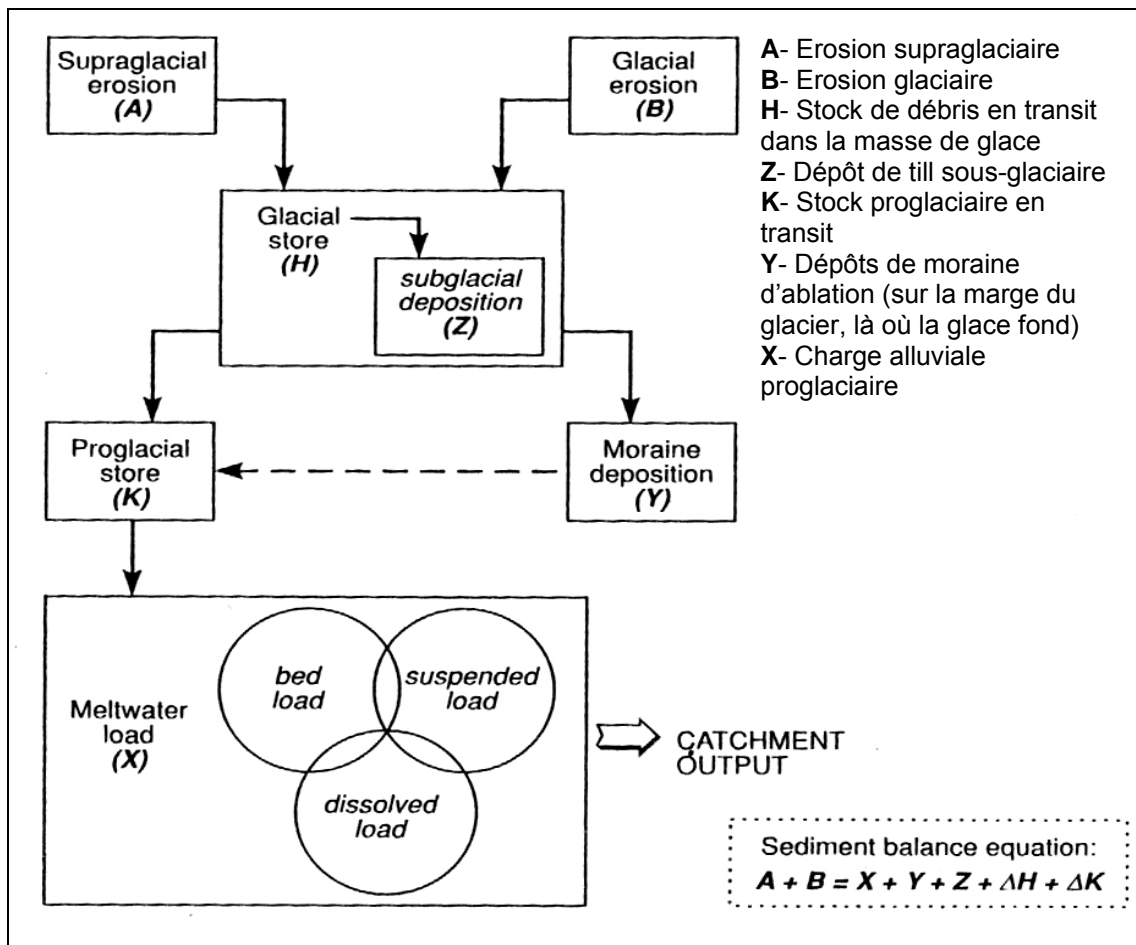 Supraglacial
erosion
(A)
Glacial
erosion
(B)
Glacial
store
(H)
subglacial
deposition
(Z)
Proglacial
store
(K)
Moraine
deposition
(Y)
Meltwater
load
(X)
bed
load
suspended
load
dissolved
load
CATCHMENT
OUTPUT
Sediment balance equation:
A + B = X + Y + Z + ΔH + ΔK
A- Erosion supraglaciaire
B- Erosion glaciaire
H- Stock de débris en transit
dans la masse de glace
Z- Dépôt de till sous-glaciaire
K- Stock proglaciaire en
transit
Y- Dépôts de moraine
d’ablation (sur la marge du
glacier, là où la glace fond)
X- Charge alluviale
proglaciaire